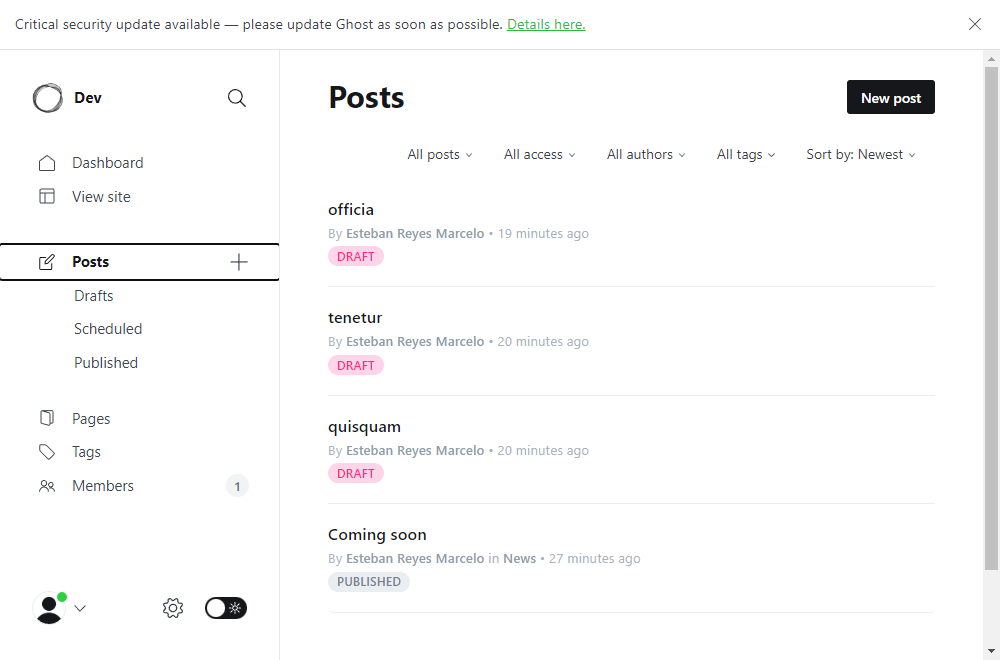 Critical security update available — please update Ghost as soon as possible. Details here.
Dev
Dashboard
View site
Posts
Drafts
Scheduled
Published
Pages
Tags
Members 1
Posts
New post
All posts All access All authors All tags Sort by: Newest
officia
By Esteban Reyes Marcelo • 19 minutes ago
DRAFT
tenetur
By Esteban Reyes Marcelo • 20 minutes ago
DRAFT
quisquam
By Esteban Reyes Marcelo • 20 minutes ago
DRAFT
Coming soon
By Esteban Reyes Marcelo in News • 27 minutes ago
PUBLISHED